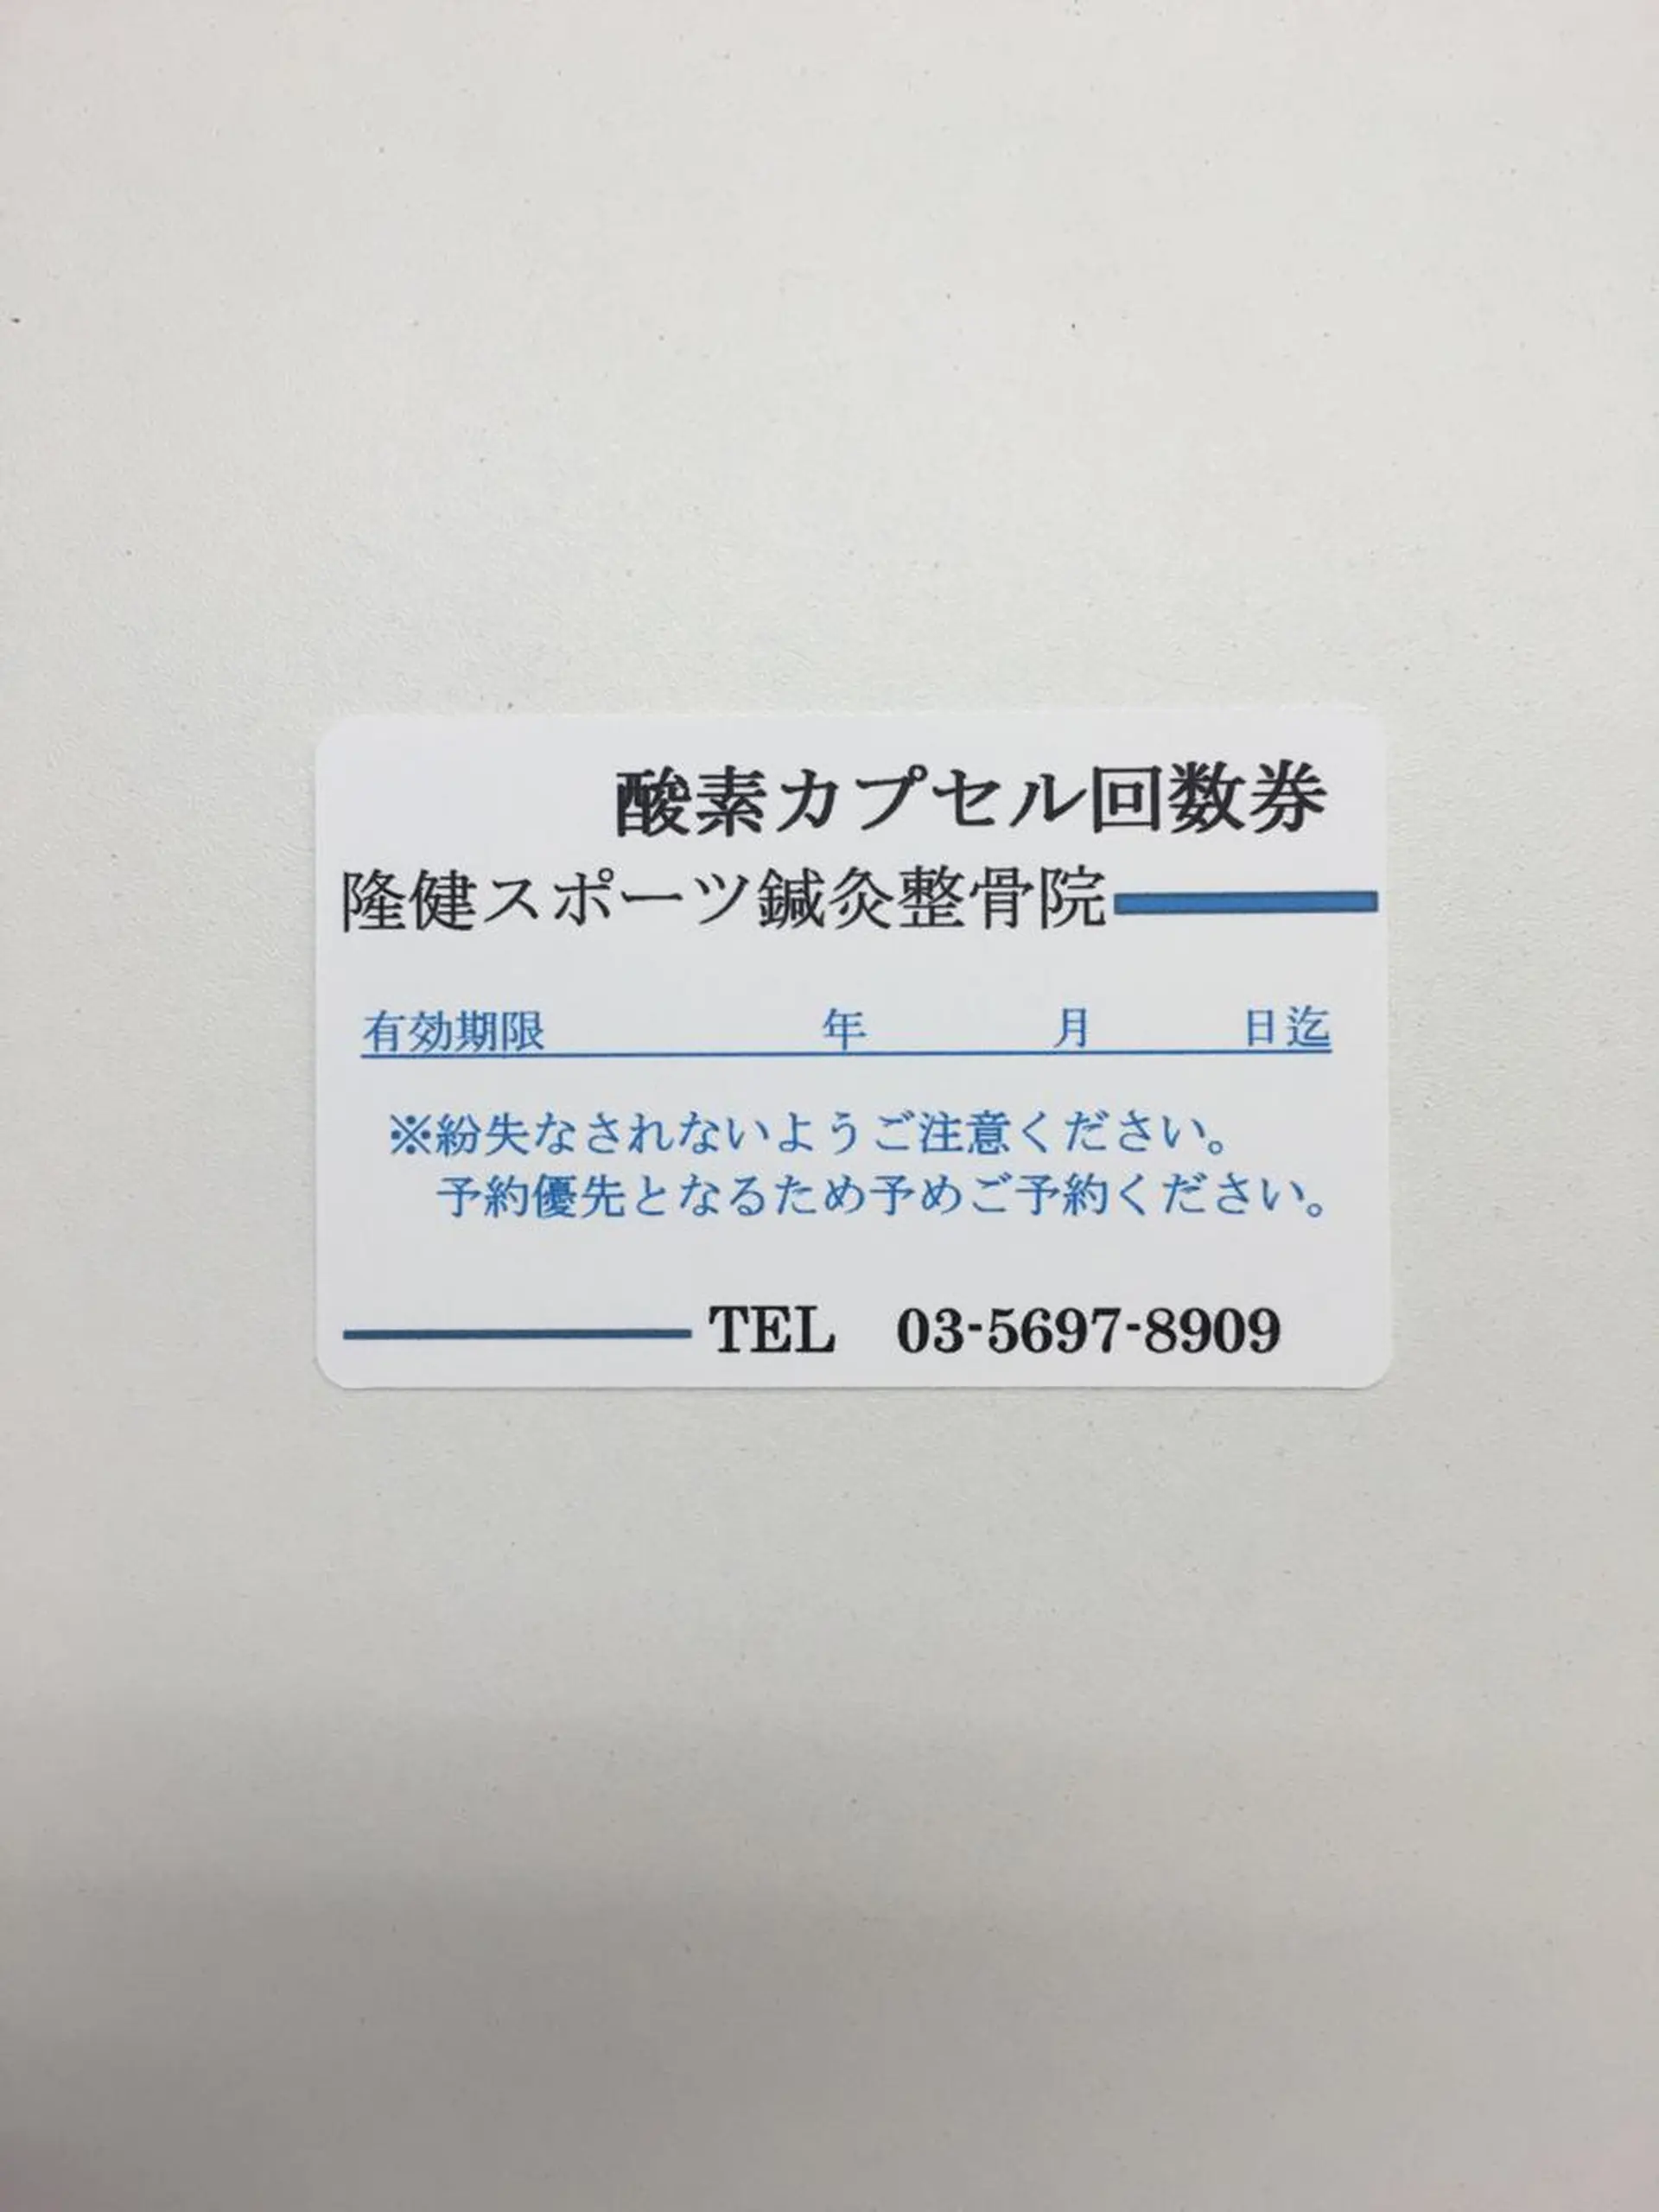 酸素カプセル回数券
隆健スポーツ鍼灸整骨院
有効期限　　　年　　　月　　　日迄
※紛失なされないようご注意ください。
予約優先となるため予めご予約ください。
TEL　03-5697-8909